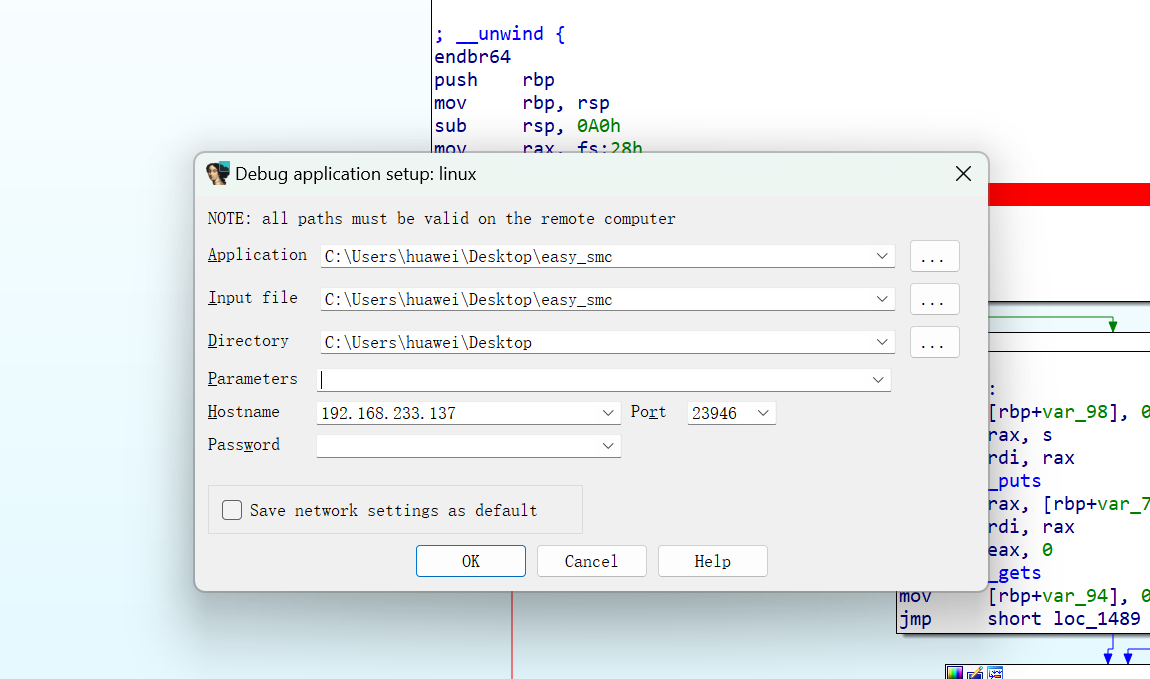 ; __unwind {
endbr64
push rbp
mov rbp, rsp
sub rsp, 0A0h
mov rax, fs:28h
Debug application setup: linux
NOTE: all paths must be valid on the remote computer
Application C:\Users\huawei\Desktop\easy_smc ...
Input file C:\Users\huawei\Desktop\easy_smc ...
Directory C:\Users\huawei\Desktop ...
Parameters
Hostname 192.168.233.137 Port 23946
Password
Save network settings as default
OK Cancel Help
:
[rbp+var_98], 0
rax, s
rdi, rax
_puts
rax, [rbp+var_7
rdi, rax
eax, 0
_gets
mov [rbp+var_94], 0
jmp short loc_1489